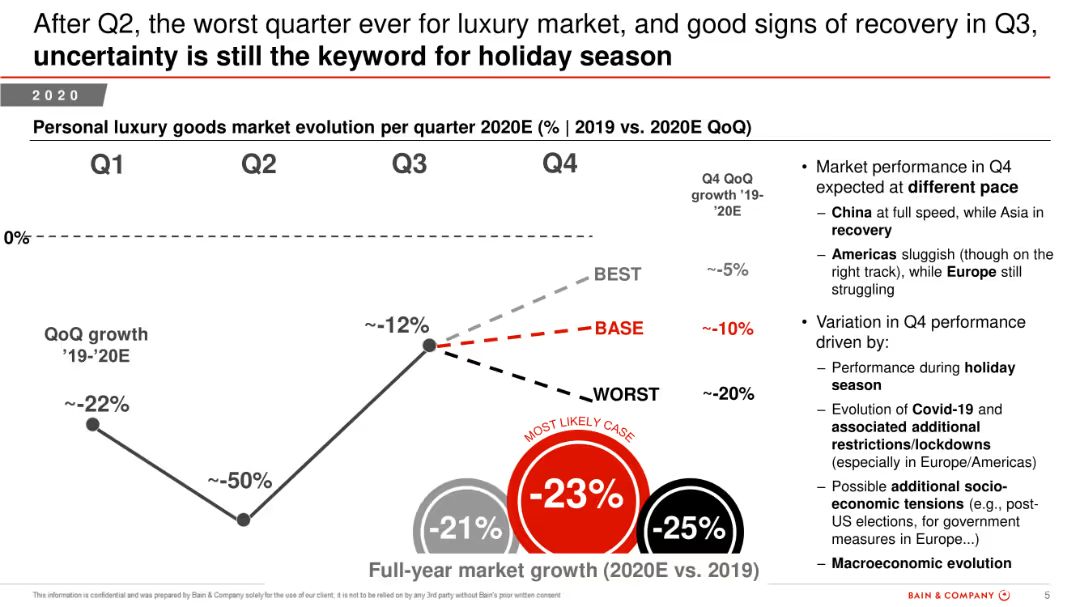 After Q2, the worst quarter ever for luxury market, and good signs of recovery in Q3,
uncertainty is still the keyword for holiday season
2020
Personal luxury goods market evolution per quarter 2020E (% | 2019 vs. 2020E QoQ)
Q1 Q2 Q3 Q4
Q4 QoQ
growth '19-
'20E
0%
BEST ~-5%
~-12%
BASE ~-10%
QoQ growth
'19-'20E
WORST ~-20%
~-22%
~-50%
MOST LIKELY CASE
-21%
-23%
-25%
Full-year market growth (2020E vs. 2019)
• Market performance in Q4
expected at different pace
– China at full speed, while Asia in
recovery
– Americas sluggish (though on the
right track), while Europe still
struggling
• Variation in Q4 performance
driven by:
– Performance during holiday
season
– Evolution of Covid-19 and
associated additional
restrictions/lockdowns
(especially in Europe/Americas)
– Possible additional socio-
economic tensions (e.g., post-
US elections, for government
measures in Europe...)
– Macroeconomic evolution
This information is confidential and was prepared by Bain & Company solely for the use of our client; it is not to be relied on by any 3rd party without Bain's prior written consent
BAIN & COMPANY
5